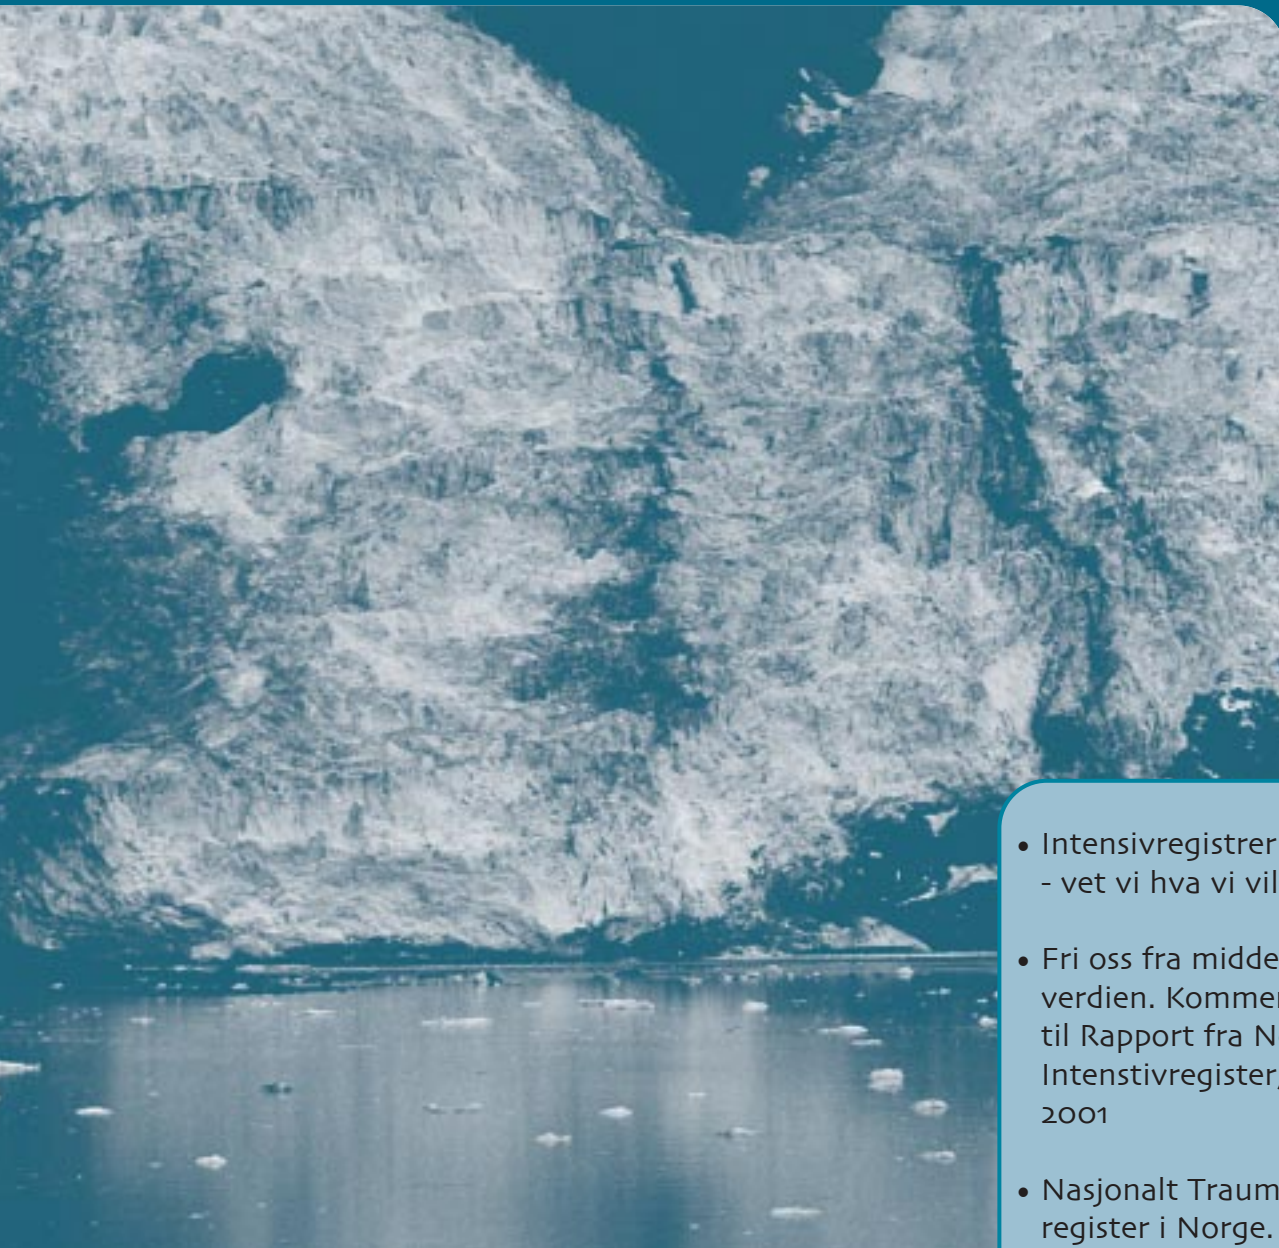 • Intensivregistrer
- vet vi hva vi vil
• Fri oss fra midde
verdien. Kommen
til Rapport fra N
Intenstivregister,
2001
• Nasjonalt Traum
register i Norge.